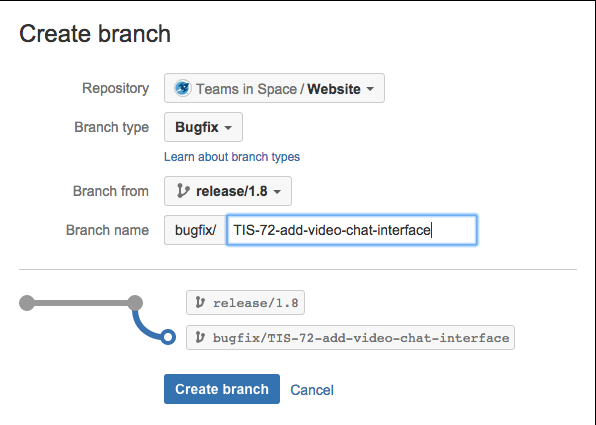 Create branch
Repository Teams in Space / Website
Branch type Bugfix
Learn about branch types
Branch from release/1.8
Branch name bugfix/ TIS-72-add-video-chat-interface
release/1.8
bugfix/TIS-72-add-video-chat-interface
Create branch Cancel